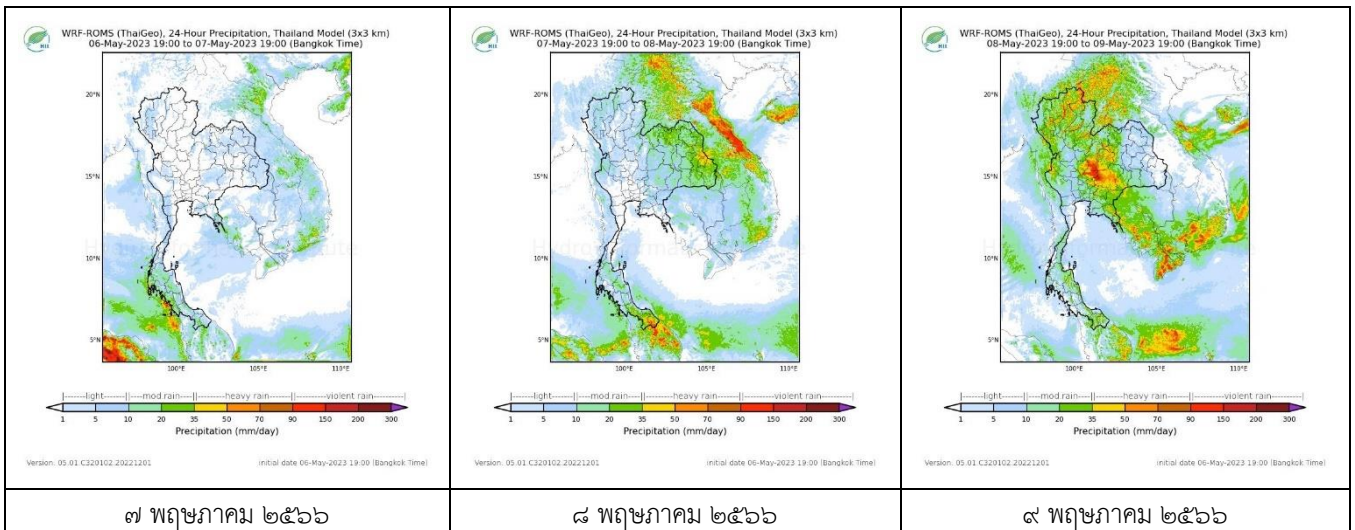 WRF-ROMS (ThaiGeo), 24-Hour Precipitation, Thailand Model (3x3 km)
06-May-2023 19:00 to 07-May-2023 19:00 (Bangkok Time)
HII
20°N
15°N
10°N
5°N
100°E 105°E 110°E
|-------light-------||----mod.rain---||------heavy rain------||------violent rain------|
1 5 10 20 35 50 70 90 150 200 300
Precipitation (mm/day)
Version: 05.01.C320102.20221201 initial date 06-May-2023 19:00 (Bangkok Time)
๗ พฤษภาคม ๒๕๖๖
WRF-ROMS (ThaiGeo), 24-Hour Precipitation, Thailand Model (3x3 km)
07-May-2023 19:00 to 08-May-2023 19:00 (Bangkok Time)
HII
20°N
15°N
10°N
5°N
100°E 105°E 110°E
|-------light-------||----mod.rain---||------heavy rain------||------violent rain------|
1 5 10 20 35 50 70 90 150 200 300
Precipitation (mm/day)
Version: 05.01.C320102.20221201 initial date 06-May-2023 19:00 (Bangkok Time)
๘ พฤษภาคม ๒๕๖๖
WRF-ROMS (ThaiGeo), 24-Hour Precipitation, Thailand Model (3x3 km)
08-May-2023 19:00 to 09-May-2023 19:00 (Bangkok Time)
HII
20°N
15°N
10°N
5°N
100°E 105°E 110°E
|-------light-------||----mod.rain---||------heavy rain------||------violent rain------|
1 5 10 20 35 50 70 90 150 200 300
Precipitation (mm/day)
Version: 05.01.C320102.20221201 initial date 06-May-2023 19:00 (Bangkok Time)
๙ พฤษภาคม ๒๕๖๖